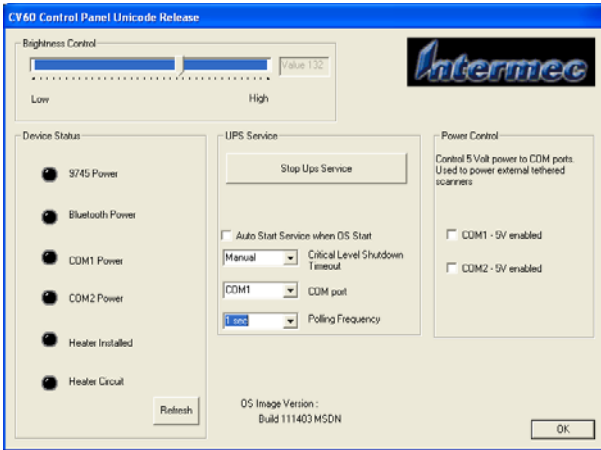 CV60 Control Panel Unicode Release
Brightness Control
Value 132
Low High
Intermec
Device Status
9745 Power
Bluetooth Power
COM1 Power
COM2 Power
Heater Installed
Heater Circuit
Refresh
UPS Service
Stop Ups Service
Auto Start Service when OS Start
Manual
Critical Level Shutdown
Timeout
COM1
COM port
1 sec
Polling Frequency
OS Image Version :
Build 111403 MSDN
Power Control
Control 5 Volt power to COM ports.
Used to power external tethered
scanners
COM1 - 5V enabled
COM2 - 5V enabled
OK